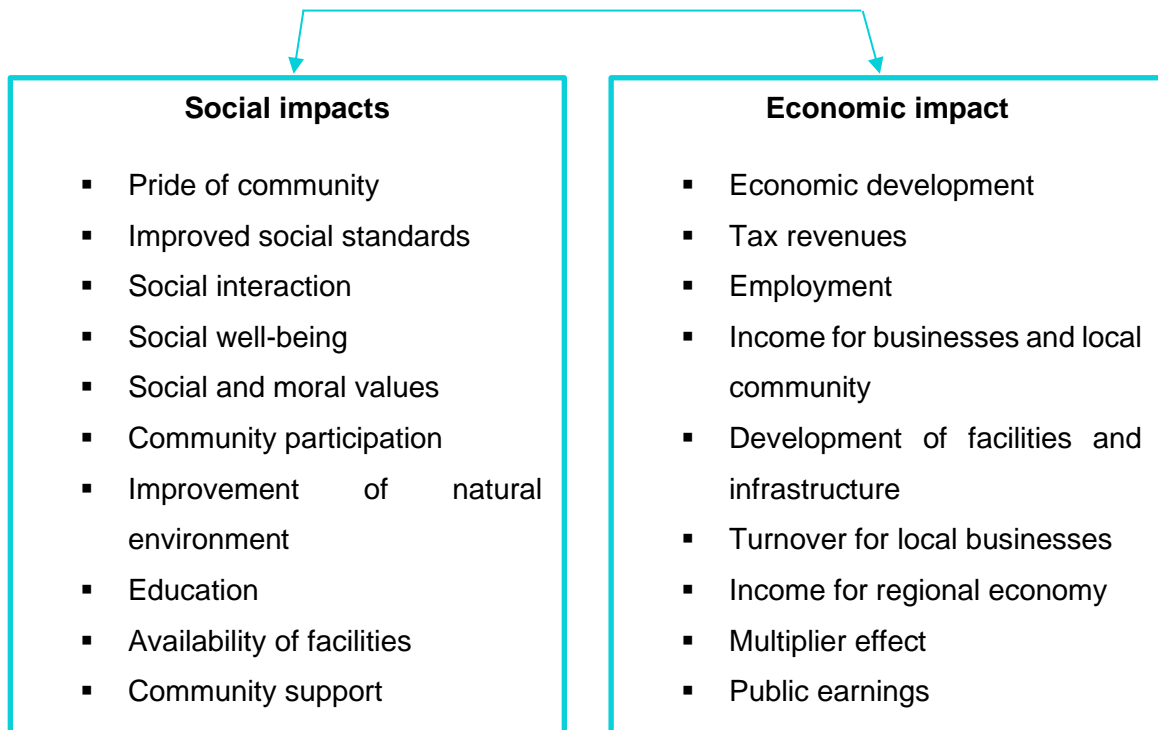 Social impacts
▪ Pride of community
▪ Improved social standards
▪ Social interaction
▪ Social well-being
▪ Social and moral values
▪ Community participation
▪ Improvement of natural
environment
▪ Education
▪ Availability of facilities
▪ Community support
Economic impact
▪ Economic development
▪ Tax revenues
▪ Employment
▪ Income for businesses and local
community
▪ Development of facilities and
infrastructure
▪ Turnover for local businesses
▪ Income for regional economy
▪ Multiplier effect
▪ Public earnings